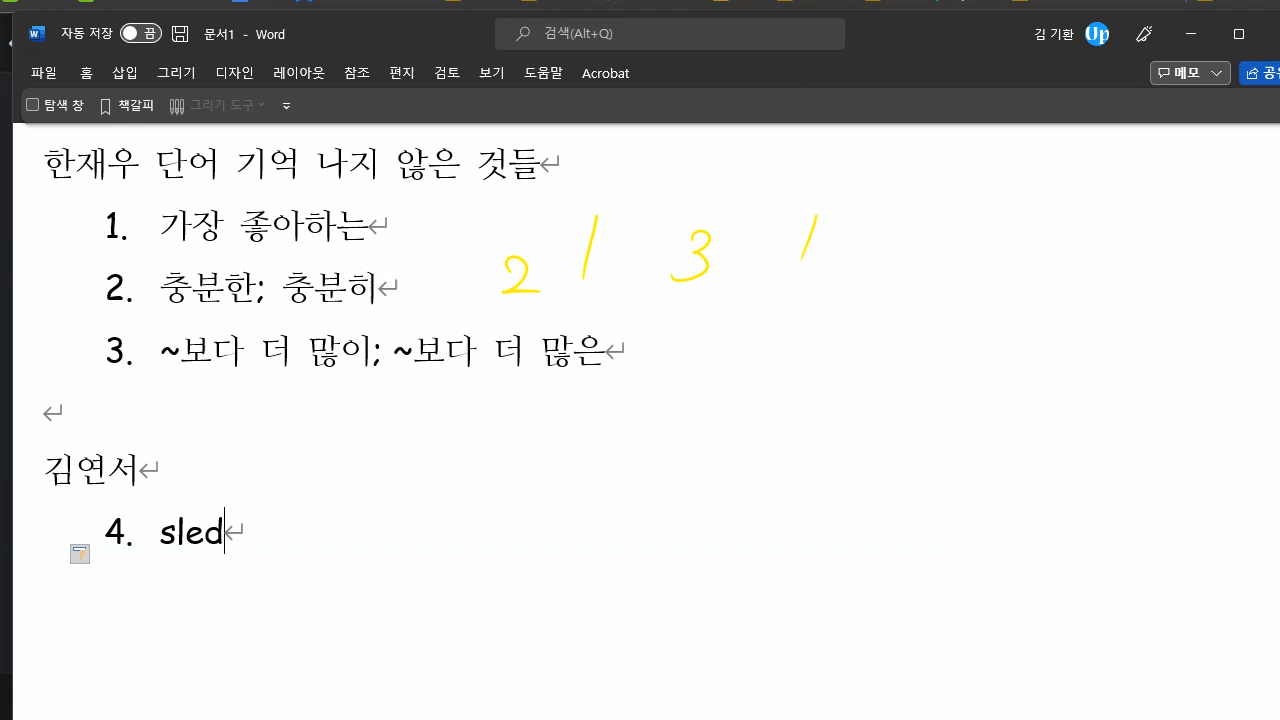 자동 저장 끔 문서1 - Word 검색(Alt+Q) 김 기환 Up
파일 홈 삽입 그리기 디자인 레이아웃 참조 편지 검토 보기 도움말 Acrobat 메모 공유
탐색 창 책갈피 그리기 도구
한재우 단어 기억 나지 않은 것들
1. 가장 좋아하는
2. 충분한; 충분히
3. ~보다 더 많이; ~보다 더 많은
2 1 3 1
김연서
4. sled